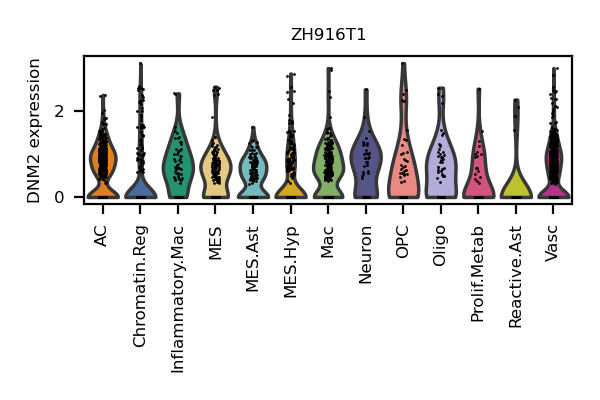 ZH916T1
DNM2 expression
2
0
AC
Chromatin.Reg
Inflammatory.Mac
MES
MES.Ast
MES.Hyp
Mac
Neuron
OPC
Oligo
Prolif.Metab
Reactive.Ast
Vasc